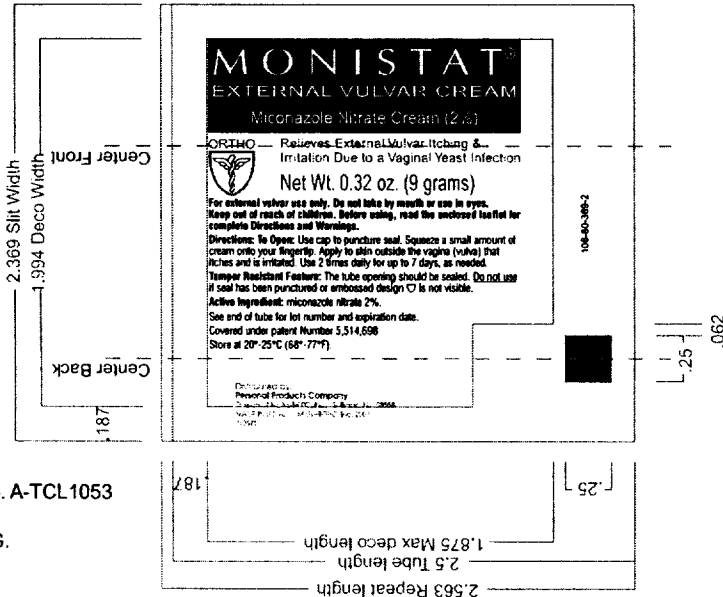 MONISTAT®
EXTERNAL VULVAR CREAM
Miconazole Nitrate Cream (2%)
ORTHO
Relieves External Vulvar Itching &
Irritation Due to a Vaginal Yeast Infection
Net Wt. 0.32 oz. (9 grams)
For external vulvar use only. Do not take by mouth or use in eyes.
Keep out of reach of children. Before using, read the enclosed leaflet for
complete Directions and Warnings.
Directions: To Open: Use cap to puncture seal. Squeeze a small amount of
cream onto your fingertip. Apply to skin outside the vagina (vulva) that
itches and is irritated. Use 2 times daily for up to 7 days, as needed.
Tamper Resistant Feature: The tube opening should be sealed. Do not use
if seal has been punctured or embossed design is not visible.
Active Ingredient: miconazole nitrate 2%.
See end of tube for lot number and expiration date.
Covered under patent Number 5,514,698
Store at 20°-25°C (68°-77°F)
Distributed by:
Personal Products Company
2.369 Slit Width
1.994 Deco Width
Center Front
Center Back
.187
108-60-369-2
.062
.25
. A-TCL1053
G.
.187
.25
1.875 Max deco length
2.5 Tube length
2.563 Repeat length